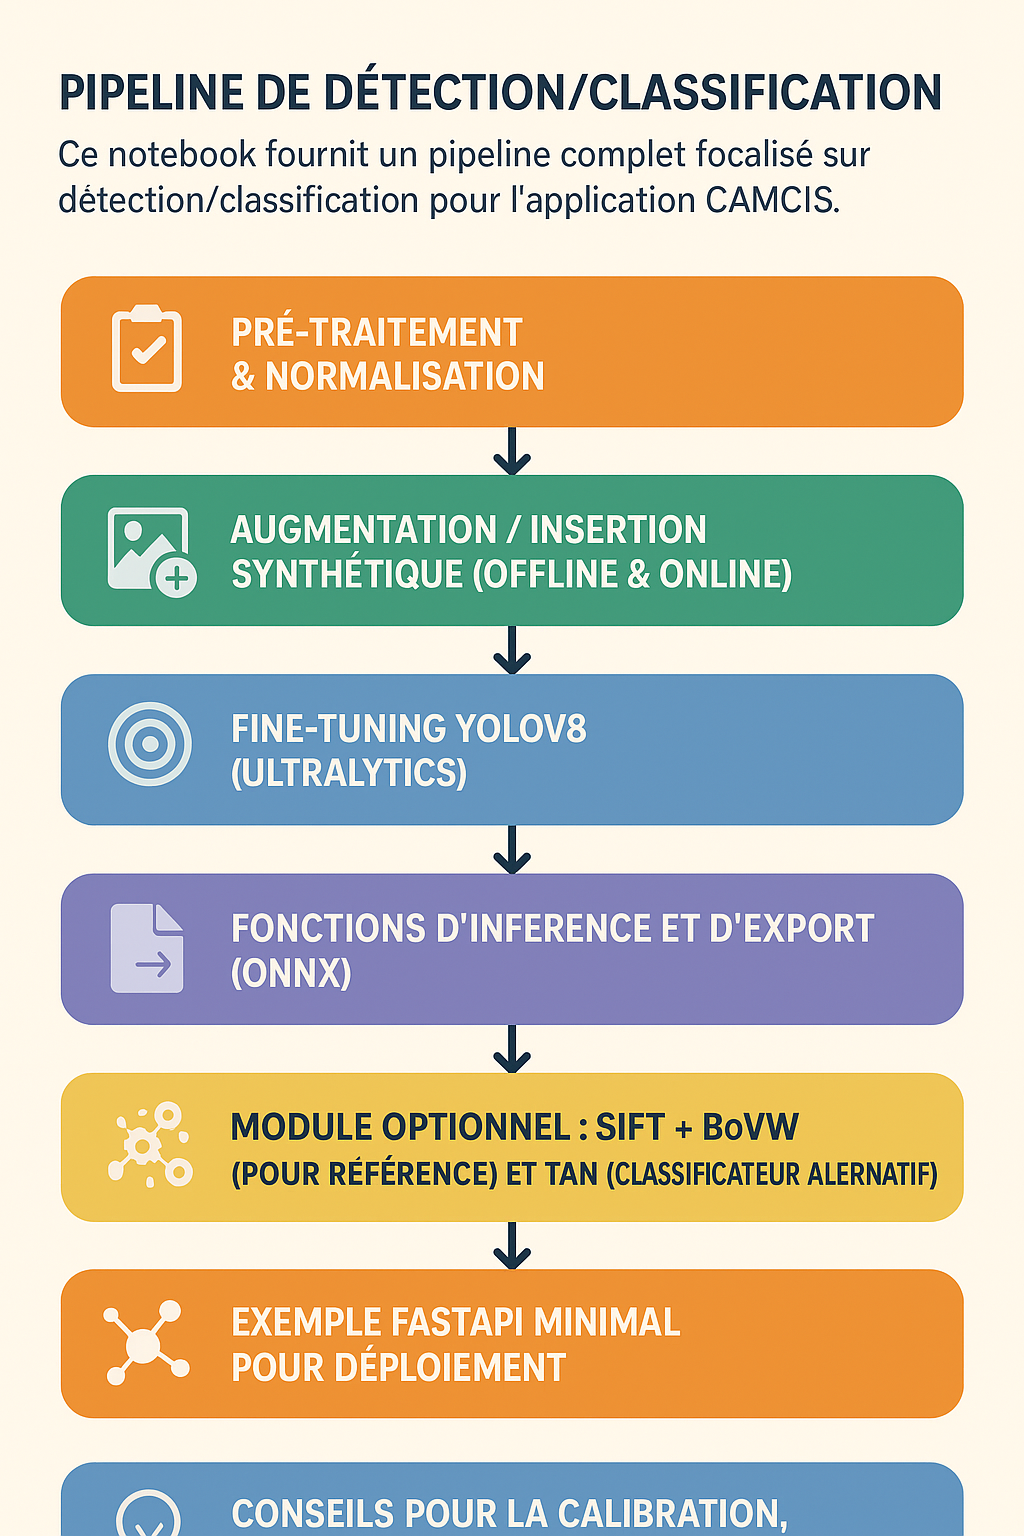 PIPELINE DE DÉTECTION/CLASSIFICATION
Ce notebook fournit un pipeline complet focalisé sur
détection/classification pour l'application CAMCIS.
PRÉ-TRAITEMENT
& NORMALISATION
AUGMENTATION / INSERTION
SYNTHÉTIQUE (OFFLINE & ONLINE)
FINE-TUNING YOLOV8
(ULTRALYTICS)
FONCTIONS D'INFERENCE ET D'EXPORT
(ONNX)
MODULE OPTIONNEL : SIFT + BoVW
(POUR RÉFÉRENCE) ET TAN (CLASSIFICATEUR ALERNATIF)
EXEMPLE FASTAPI MINIMAL
POUR DÉPLOIEMENT
CONSEILS POUR LA CALIBRATION,